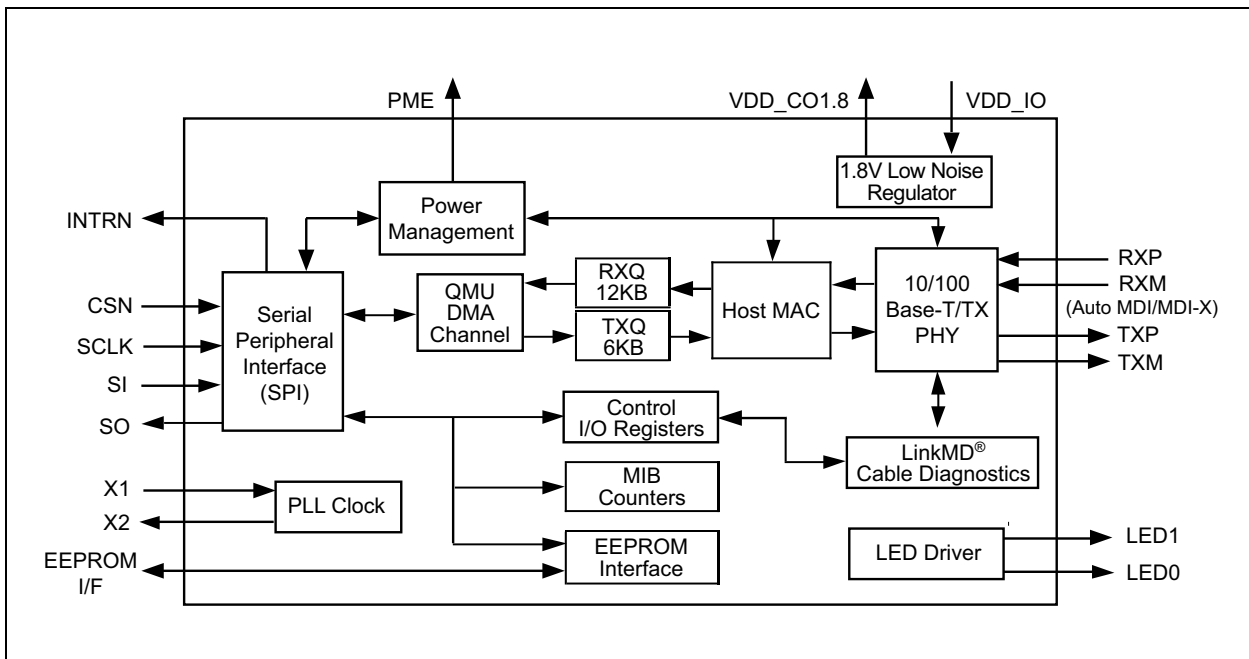 PME
VDD_CO1.8
VDD_IO
1.8V Low Noise
Regulator
Power
Management
INTRN
CSN
SCLK
SI
SO
Serial
Peripheral
Interface
(SPI)
QMU
DMA
Channel
RXQ
12KB
TXQ
6KB
Host MAC
10/100
Base-T/TX
PHY
RXP
RXM
(Auto MDI/MDI-X)
TXP
TXM
Control
I/O Registers
LinkMD®
Cable Diagnostics
MIB
Counters
X1
X2
PLL Clock
EEPROM
I/F
EEPROM
Interface
LED Driver
LED1
LED0